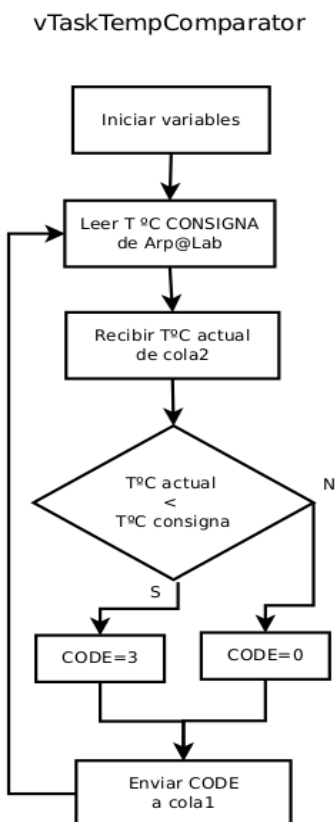 vTaskTempComparator
Iniciar variables
Leer T ºC CONSIGNA
de Arp@Lab
Recibir TºC actual
de cola2
TºC actual
<
TºC consigna
N
S
CODE=3
CODE=0
Enviar CODE
a cola1